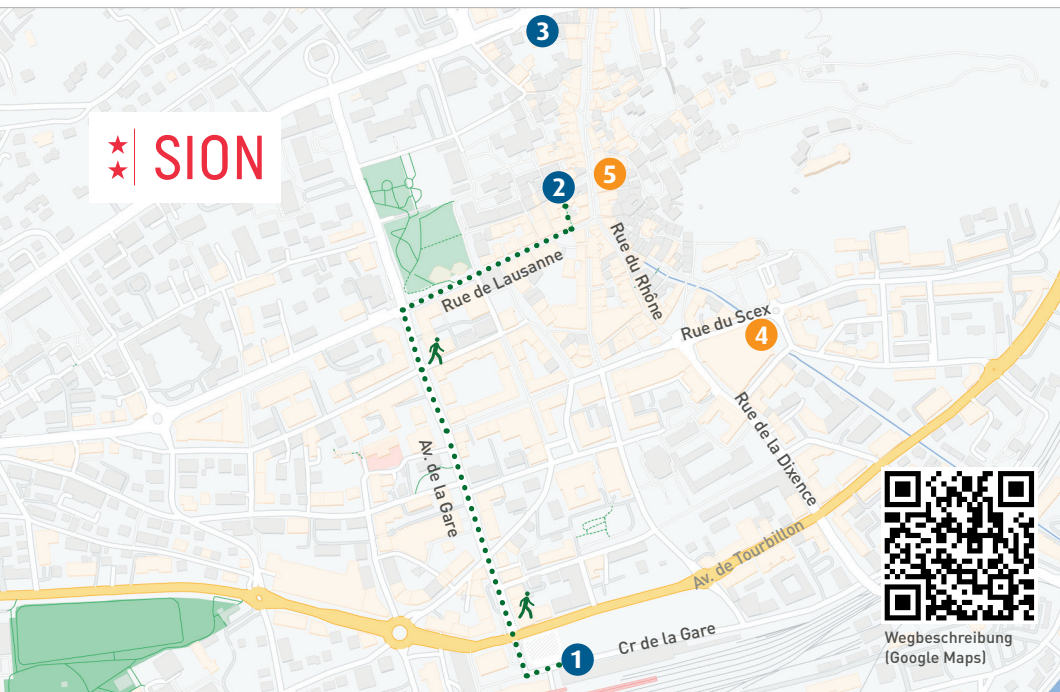 3
SION
2
5
Rue de Lausanne
Rue du Rhône
Rue du Scex
4
Av. de la Gare
Rue de la Dixence
Av. de Tourbillon
Cr de la Gare
1
Wegbeschreibung
(Google Maps)